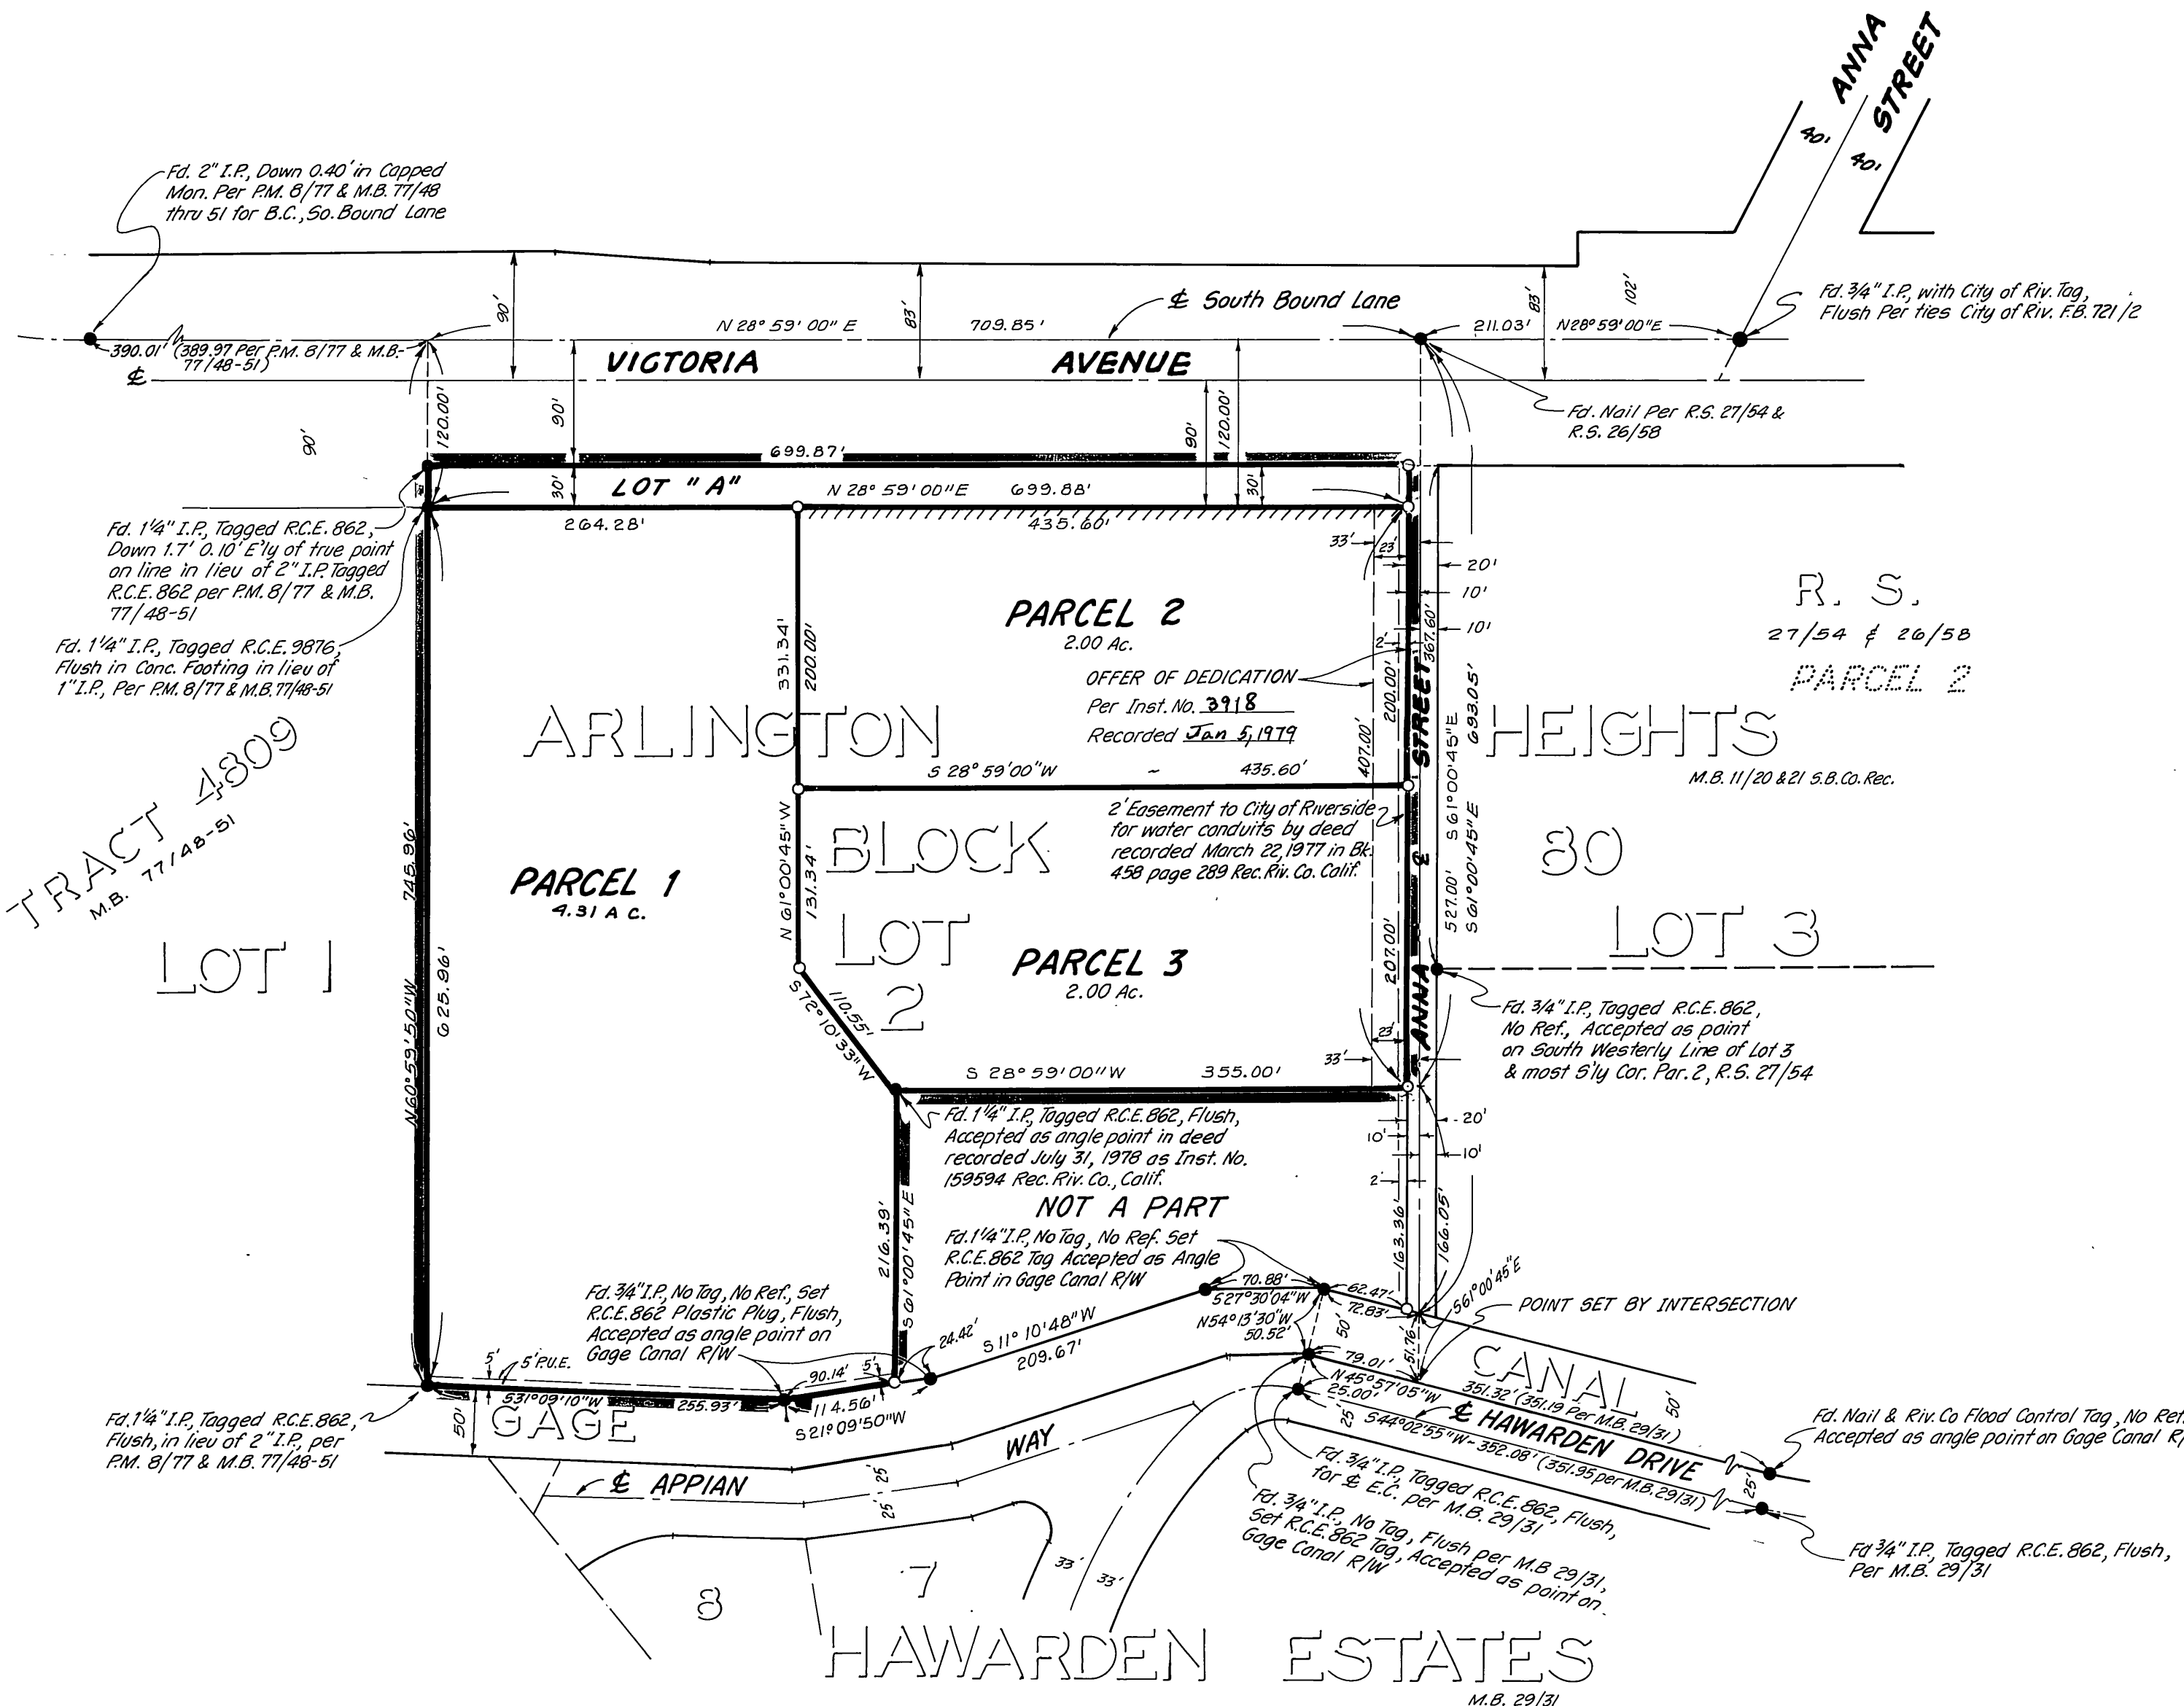 ANNA
STREET
40'
40'
Fd. 2" I.P., Down 0.40' in Capped
Mon. Per P.M. 8/77 & M.B. 77/48
thru 51 for B.C., So. Bound Lane
90'
83'
℄ South Bound Lane
83'
102'
Fd. 3/4" I.P., with City of Riv. Tag,
Flush Per ties City of Riv. F.B. 721/2
N 28° 59' 00" E 709.85'
211.03' N28°59'00"E
390.01' (389.97 Per P.M. 8/77 & M.B.-
77/48-51)
℄
VICTORIA AVENUE
90'
120.00'
90'
90'
120.00'
Fd. Nail Per R.S. 27/54 &
R.S. 26/58
699.87'
30'
LOT "A"
N 28° 59' 00" E 699.88'
30'
264.28'
435.60'
Fd. 1 1/4" I.P., Tagged R.C.E. 862,
Down 1.7' 0.10' E'ly of true point
on line in lieu of 2" I.P. Tagged
R.C.E. 862 per P.M. 8/77 & M.B.
77/48-51
Fd. 1 1/4" I.P., Tagged R.C.E. 9876,
Flush in Conc. Footing in lieu of
1" I.P., Per P.M. 8/77 & M.B. 77/48-51
33'
23'
20'
10'
10'
2'
367.60'
PARCEL 2
2.00 Ac.
331.34'
200.00'
OFFER OF DEDICATION
Per Inst. No. 3918
Recorded Jan 5, 1979
200.00'
407.00'
R. S.
27/54 & 26/58
PARCEL 2
ARLINGTON HEIGHTS
M.B. 11/20 & 21 S.B. Co. Rec.
S 28° 59' 00" W ~ 435.60'
TRACT 4809
M.B. 77/48-51
LOT 1
745.96'
625.96'
N60°59'50"W
PARCEL 1
4.31 A C.
N 61° 00' 45" W
131.34'
BLOCK 80
2' Easement to City of Riverside
for water conduits by deed
recorded March 22, 1977 in Bk.
458 page 289 Rec. Riv. Co. Calif.
ANNA ℄ STREET
527.00' S 61° 00' 45" E
S 61° 00' 45" E 693.05'
LOT
2
LOT 3
PARCEL 3
2.00 Ac.
207.00'
110.55'
S 72° 10' 33" W
Fd. 3/4" I.P., Tagged R.C.E. 862,
No Ref., Accepted as point
on South Westerly Line of Lot 3
& most S'ly Cor. Par. 2, R.S. 27/54
23'
33'
S 28° 59' 00" W 355.00'
Fd. 1 1/4" I.P., Tagged R.C.E. 862, Flush,
Accepted as angle point in deed
recorded July 31, 1978 as Inst. No.
159594 Rec. Riv. Co., Calif.
20'
10'
10'
2'
NOT A PART
216.39'
S 61° 00' 45" E
163.36'
166.05'
Fd. 1 1/4" I.P., No Tag, No Ref. Set
R.C.E. 862 Tag Accepted as Angle
Point in Gage Canal R/W
Fd. 3/4" I.P., No Tag, No Ref., Set
R.C.E. 862 Plastic Plug, Flush,
Accepted as angle point on
Gage Canal R/W
70.88'
S27°30'04"W
62.47'
72.83'
N54°13'30"W
50.52'
50'
51.76'
S61°00'45"E
POINT SET BY INTERSECTION
24.42'
S 11° 10' 48" W
209.67'
5'
5' P.U.E.
90.14'
5'
S31°09'10"W 255.93'
114.56'
S21°09'50"W
50'
GAGE CANAL
50'
79.01'
N45°57'05"W
25.00'
351.32' (351.19 Per M.B. 29/31)
25'
℄ HAWARDEN DRIVE
S44°02'55"W-352.08' (351.95 per M.B. 29/31)
25'
Fd. Nail & Riv. Co Flood Control Tag, No Ref.
Accepted as angle point on Gage Canal R/
Fd. 1 1/4" I.P., Tagged R.C.E. 862,
Flush, in lieu of 2" I.P., per
P.M. 8/77 & M.B. 77/48-51
℄ APPIAN WAY
25'
25'
Fd. 3/4" I.P., Tagged R.C.E. 862, Flush,
for ℄ E.C. per M.B. 29/31
Fd. 3/4" I.P., No Tag, Flush per M.B 29/31,
Set R.C.E. 862 Tag, Accepted as point on
Gage Canal R/W
Fd 3/4" I.P., Tagged R.C.E. 862, Flush,
Per M.B. 29/31
33'
33'
8
7
HAWARDEN ESTATES
M.B. 29/31